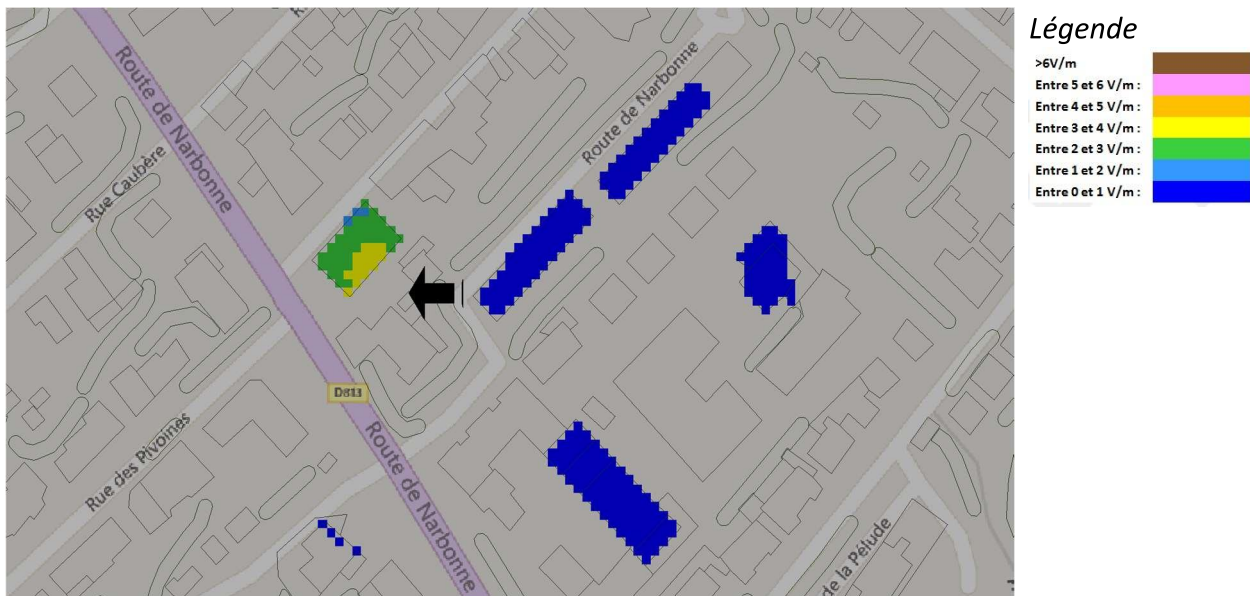 Légende
>6V/m
Entre 5 et 6 V/m :
Entre 4 et 5 V/m :
Entre 3 et 4 V/m :
Entre 2 et 3 V/m :
Entre 1 et 2 V/m :
Entre 0 et 1 V/m :
Route de Narbonne
Route de Narbonne
Rue Caubère
D813
Rue des Pivoines
Route de Narbonne
de la Pélude